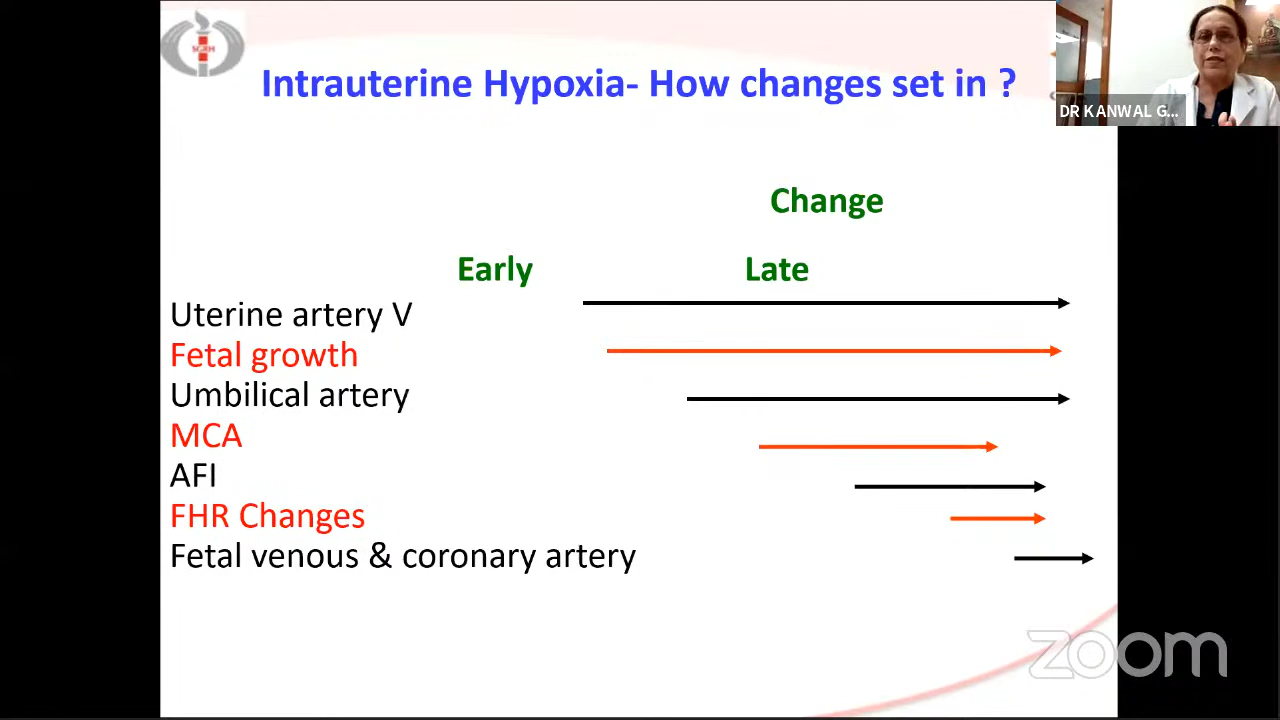 SGRH
Intrauterine Hypoxia- How changes set in ?
DR KANWAL G...
Change
Early Late
Uterine artery V
Fetal growth
Umbilical artery
MCA
AFI
FHR Changes
Fetal venous & coronary artery
zoom